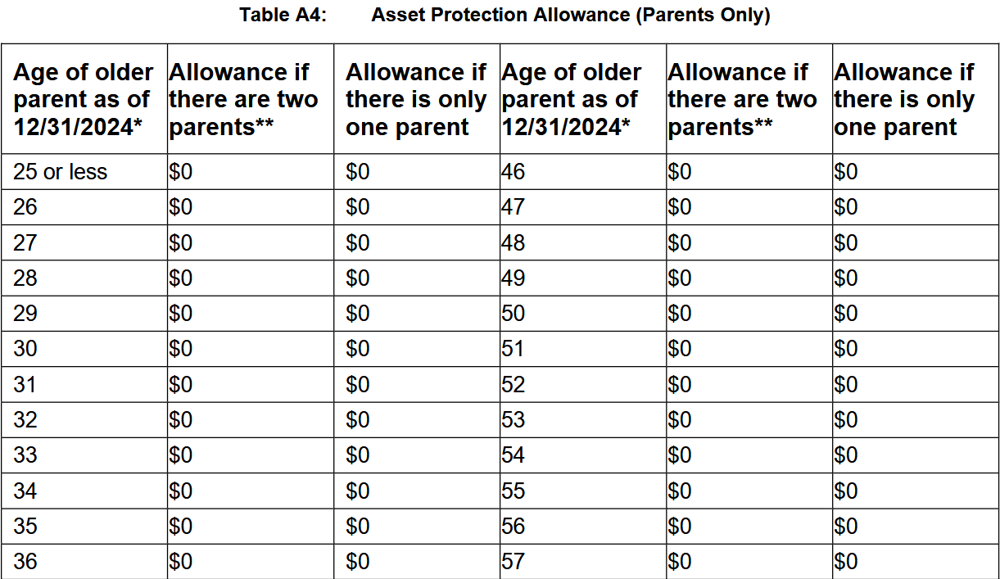 Table A4: Asset Protection Allowance (Parents Only)
Age of older parent as of 12/31/2024* Allowance if there are two parents** Allowance if there is only one parent Age of older parent as of 12/31/2024* Allowance if there are two parents** Allowance if there is only one parent
25 or less $0 $0 46 $0 $0
26 $0 $0 47 $0 $0
27 $0 $0 48 $0 $0
28 $0 $0 49 $0 $0
29 $0 $0 50 $0 $0
30 $0 $0 51 $0 $0
31 $0 $0 52 $0 $0
32 $0 $0 53 $0 $0
33 $0 $0 54 $0 $0
34 $0 $0 55 $0 $0
35 $0 $0 56 $0 $0
36 $0 $0 57 $0 $0